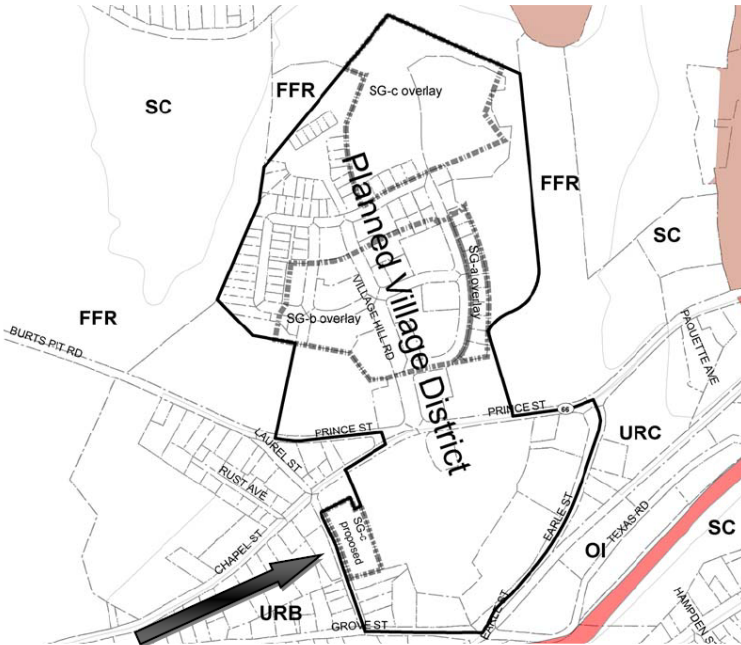 SG-c overlay
FFR
SC
Planned Village District
FFR
SC
SG-a overlay
VILLAGE HILL RD
SG-b overlay
FFR
BURTS PIT RD
PAQUETTE AVE
PRINCE ST
66
PRINCE ST
LAUREL ST
URC
RUST AVE
EARLE ST
TEXAS RD
SG-c
proposed
CHAPEL ST
OI
SC
URB
GROVE ST
EARLE ST
HAMPDEN S